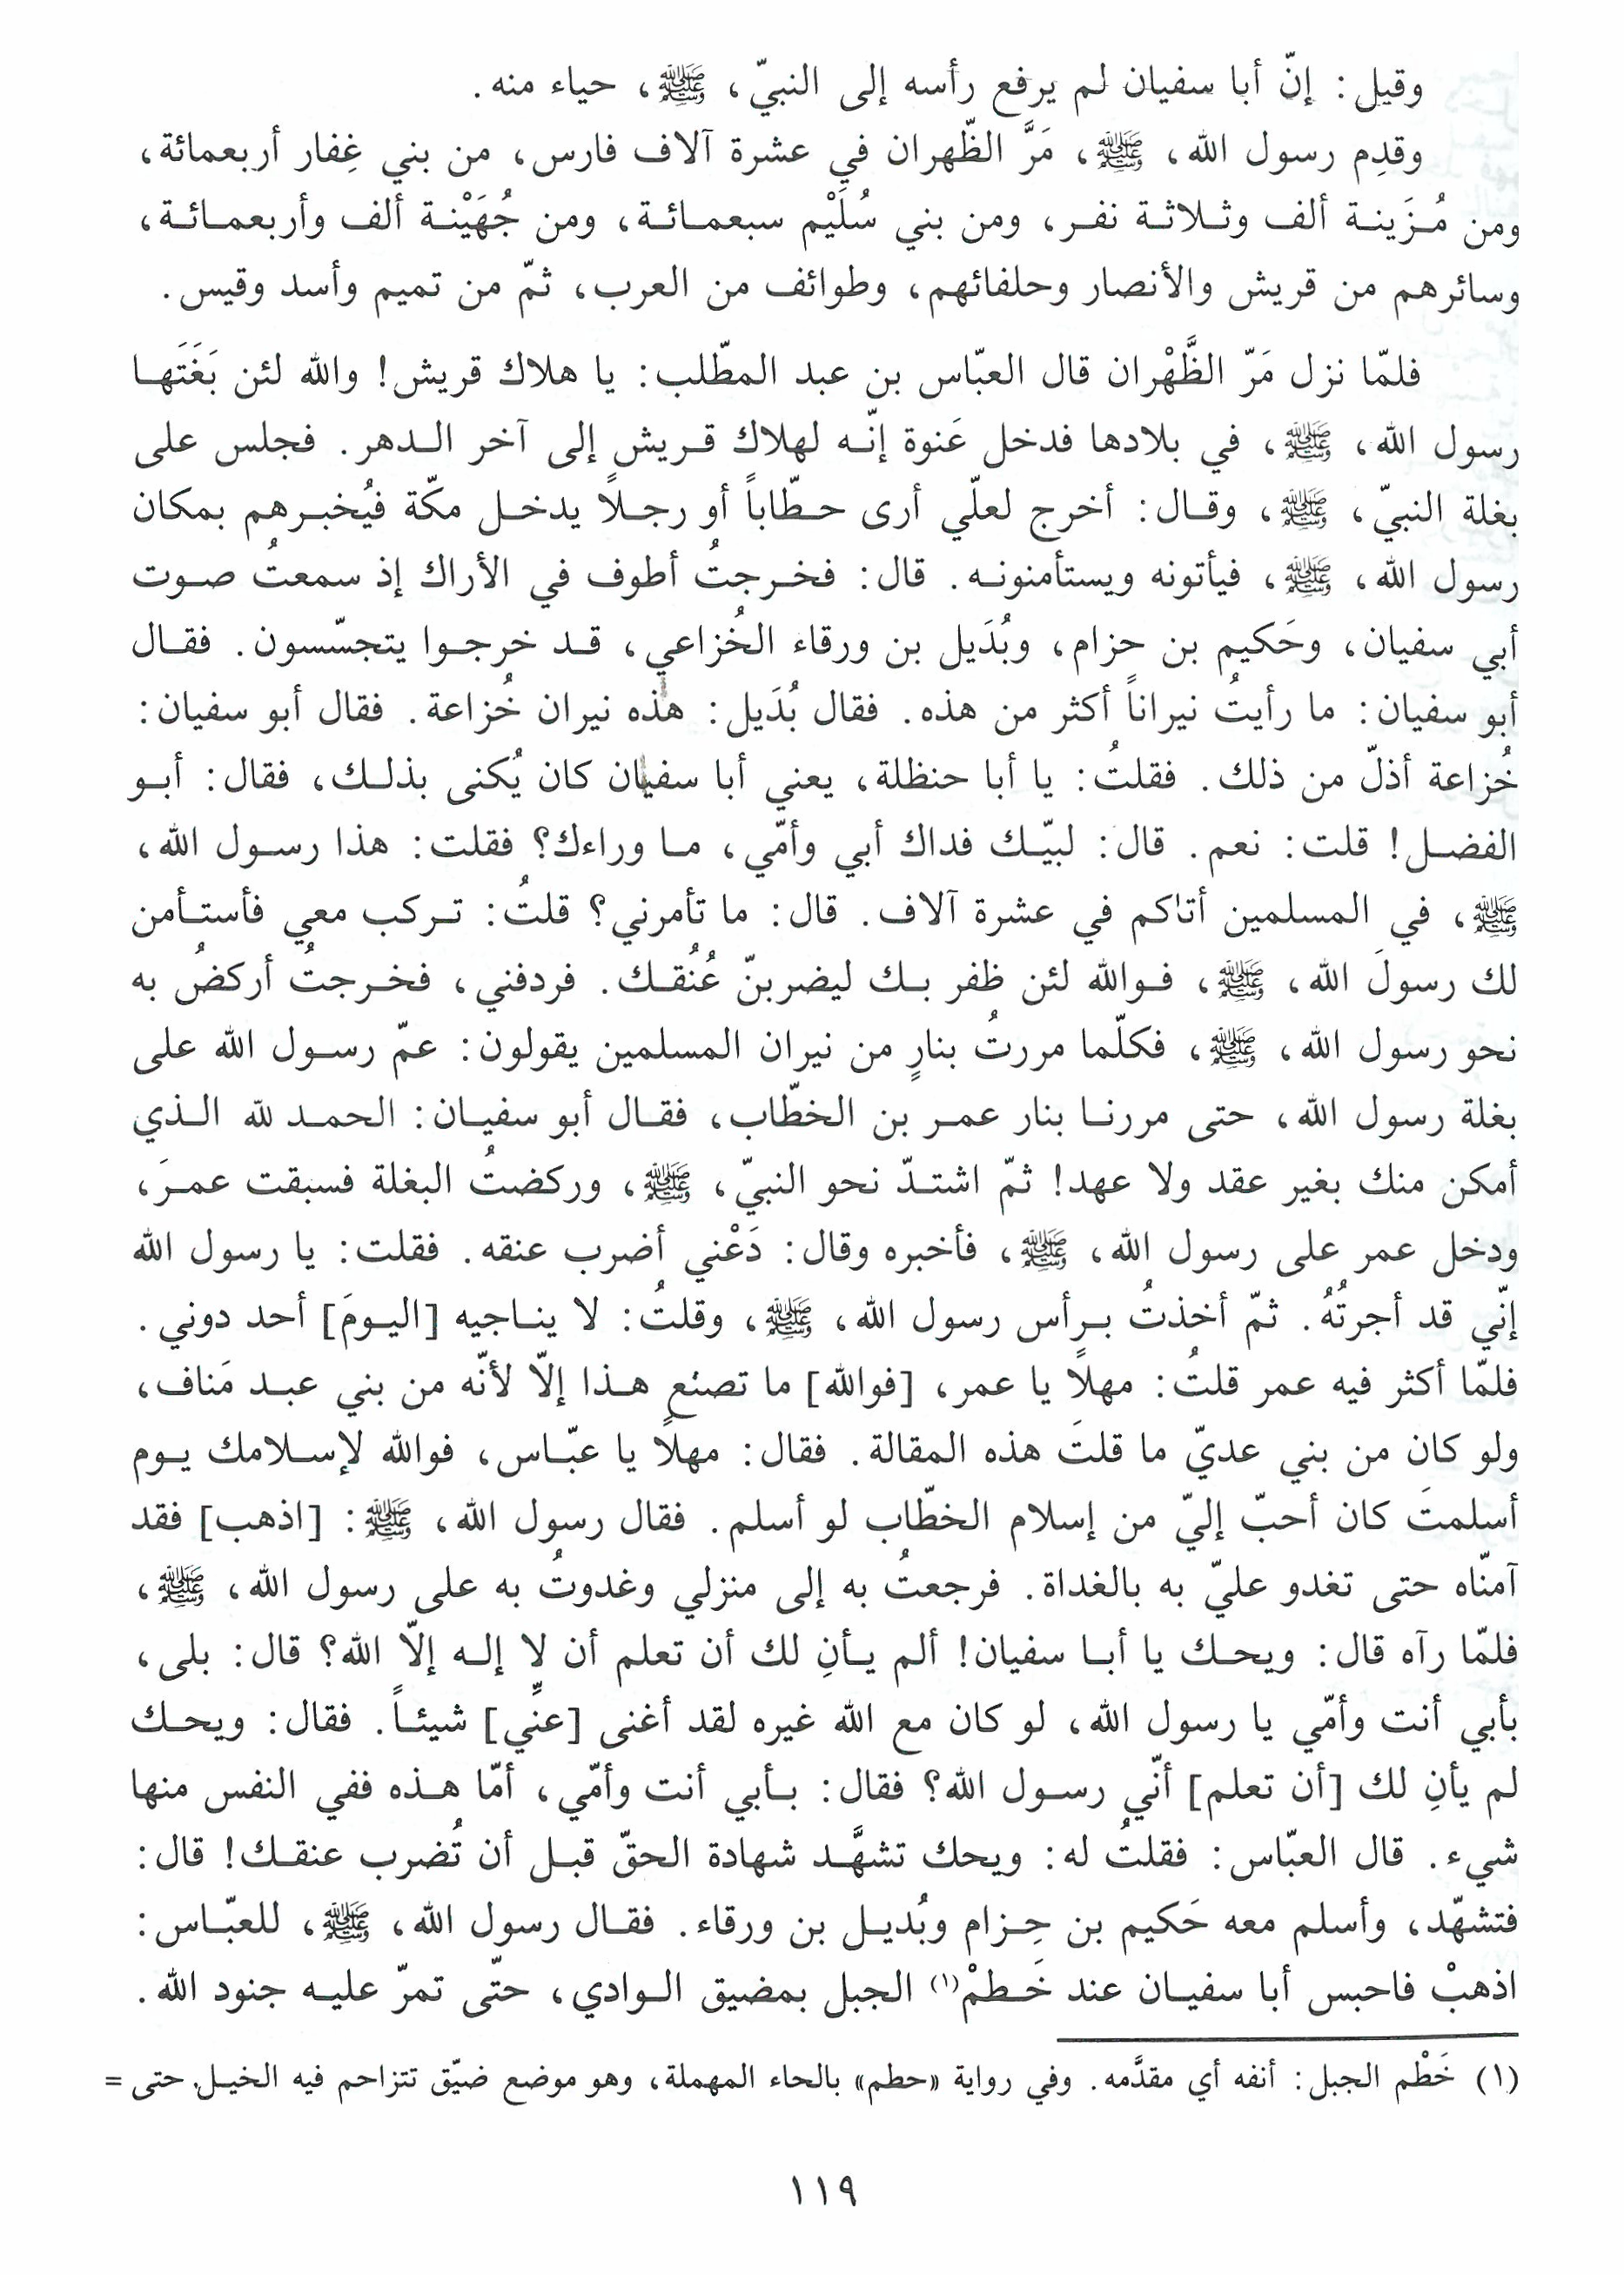 وقيل: إنّ أبا سفيان لم يرفع رأسه إلى النبيّ، ﷺ، حياء منه.
وقدِم رسول الله، ﷺ، مَرَّ الظّهران في عشرة آلاف فارس، من بني غِفار أربعمائة،
ومن مُزَينة ألف وثلاثة نفر، ومن بني سُلَيْم سبعمائة، ومن جُهَيْنة ألف وأربعمائة،
وسائرهم من قريش والأنصار وحلفائهم، وطوائف من العرب، ثمّ من تميم وأسد وقيس.
فلمّا نزل مَرّ الظَّهْران قال العبّاس بن عبد المطّلب: يا هلاك قريش! والله لئن بَغَتَها
رسول الله، ﷺ، في بلادها فدخل عَنوة إنّه لهلاك قريش إلى آخر الدهر. فجلس على
بغلة النبيّ، ﷺ، وقال: أخرج لعلّي أرى حطّاباً أو رجلاً يدخل مكّة فيُخبرهم بمكان
رسول الله، ﷺ، فيأتونه ويستأمنونه. قال: فخرجتُ أطوف في الأراك إذ سمعتُ صوت
أبي سفيان، وحَكيم بن حزام، وبُدَيل بن ورقاء الخُزاعي، قد خرجوا يتجسّسون. فقال
أبو سفيان: ما رأيتُ نيراناً أكثر من هذه. فقال بُدَيل: هذه نيران خُزاعة. فقال أبو سفيان:
خُزاعة أذلّ من ذلك. فقلتُ: يا أبا حنظلة، يعني أبا سفيان كان يُكنى بذلك، فقال: أبو
الفضل! قلت: نعم. قال: لبيّك فداك أبي وأمّي، ما وراءك؟ فقلت: هذا رسول الله،
ﷺ، في المسلمين أتاكم في عشرة آلاف. قال: ما تأمرني؟ قلتُ: تركب معي فأستأمن
لك رسولَ الله، ﷺ، فوالله لئن ظفر بك ليضربنّ عُنُقك. فردفني، فخرجتُ أركضُ به
نحو رسول الله، ﷺ، فكلّما مررتُ بنارٍ من نيران المسلمين يقولون: عمّ رسول الله على
بغلة رسول الله، حتى مررنا بنار عمر بن الخطّاب، فقال أبو سفيان: الحمد لله الذي
أمكن منك بغير عقد ولا عهد! ثمّ اشتدّ نحو النبيّ، ﷺ، وركضتُ البغلة فسبقت عمرَ،
ودخل عمر على رسول الله، ﷺ، فأخبره وقال: دَعْني أضرب عنقه. فقلت: يا رسول الله
إنّي قد أجرتُهُ. ثمّ أخذتُ برأس رسول الله، ﷺ، وقلتُ: لا يناجيه [اليومَ] أحد دوني.
فلمّا أكثر فيه عمر قلتُ: مهلاً يا عمر، [فوالله] ما تصنع هذا إلّا لأنّه من بني عبد مَناف،
ولو كان من بني عديّ ما قلتَ هذه المقالة. فقال: مهلاً يا عبّاس، فوالله لإسلامك يوم
أسلمتَ كان أحبّ إليّ من إسلام الخطّاب لو أسلم. فقال رسول الله، ﷺ: [اذهب] فقد
آمنّاه حتى تغدو عليّ به بالغداة. فرجعتُ به إلى منزلي وغدوتُ به على رسول الله، ﷺ،
فلمّا رآه قال: ويحك يا أبا سفيان! ألم يأنِ لك أن تعلم أن لا إله إلّا الله؟ قال: بلى،
بأبي أنت وأمّي يا رسول الله، لو كان مع الله غيره لقد أغنى [عنّي] شيئاً. فقال: ويحك
لم يأنِ لك [أن تعلم] أنّي رسول الله؟ فقال: بأبي أنت وأمّي، أمّا هذه ففي النفس منها
شيء. قال العبّاس: فقلتُ له: ويحك تشهَّد شهادة الحقّ قبل أن تُضرب عنقك! قال:
فتشهّد، وأسلم معه حَكيم بن حِزام وبُديل بن ورقاء. فقال رسول الله، ﷺ، للعبّاس:
اذهبْ فاحبس أبا سفيان عند خَطمْ(١) الجبل بمضيق الوادي، حتّى تمرّ عليه جنود الله.
(١) خَطْم الجبل: أنفه أي مقدَّمه. وفي رواية «حطم» بالحاء المهملة، وهو موضع ضيّق تتزاحم فيه الخيل حتى =
١١٩